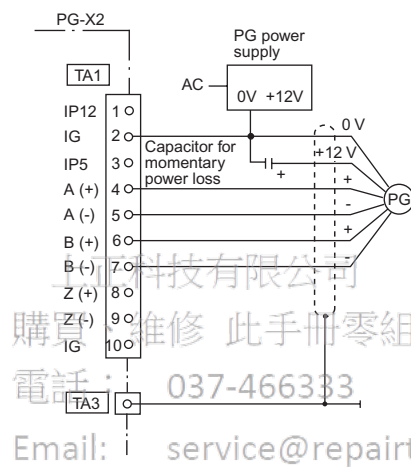 PG-X2
PG power
supply
TA1
AC
0V +12V
IP12 1
IG 2
IP5 3
A (+) 4
A (-) 5
B (+) 6
B (-) 7
Z (+) 8
Z (-) 9
IG 10
Capacitor for
momentary
power loss
+
0 V
+12 V
+
-
+
-
PG
TA3
上正科技有限公司
購買、維修 此手冊零組
電話： 037-466333
Email: service@repairt